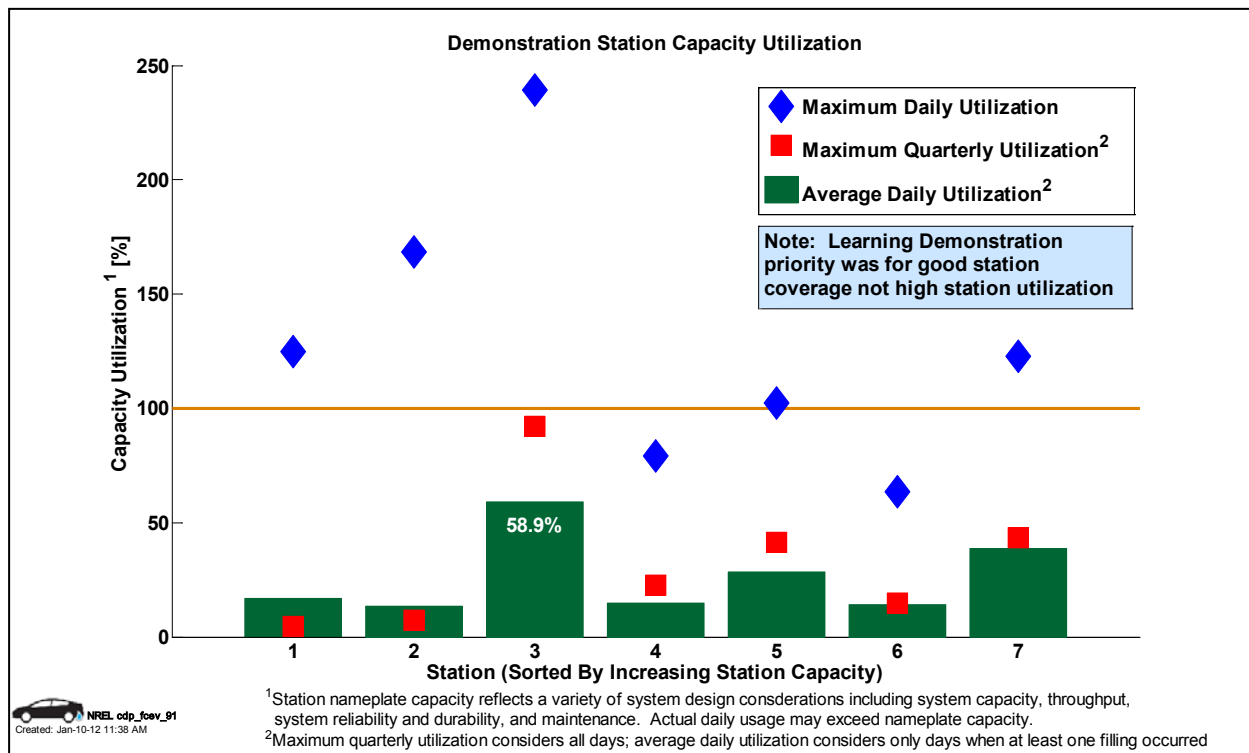 Demonstration Station Capacity Utilization
250
200
150
100
50
0
Capacity Utilization ¹ [%]
Maximum Daily Utilization
Maximum Quarterly Utilization²
Average Daily Utilization²
Note: Learning Demonstration
priority was for good station
coverage not high station utilization
58.9%
1 2 3 4 5 6 7
Station (Sorted By Increasing Station Capacity)
¹Station nameplate capacity reflects a variety of system design consderations including system capacity, throughput,
system reliability and durability, and maintenance. Actual daily usage may exceed nameplate capacity.
²Maximum quarterly utilization considers all days; average daily utilization considers only days when at least one filling occurred
NREL cdp_fcev_91
Created: Jan-10-12 11:38 AM